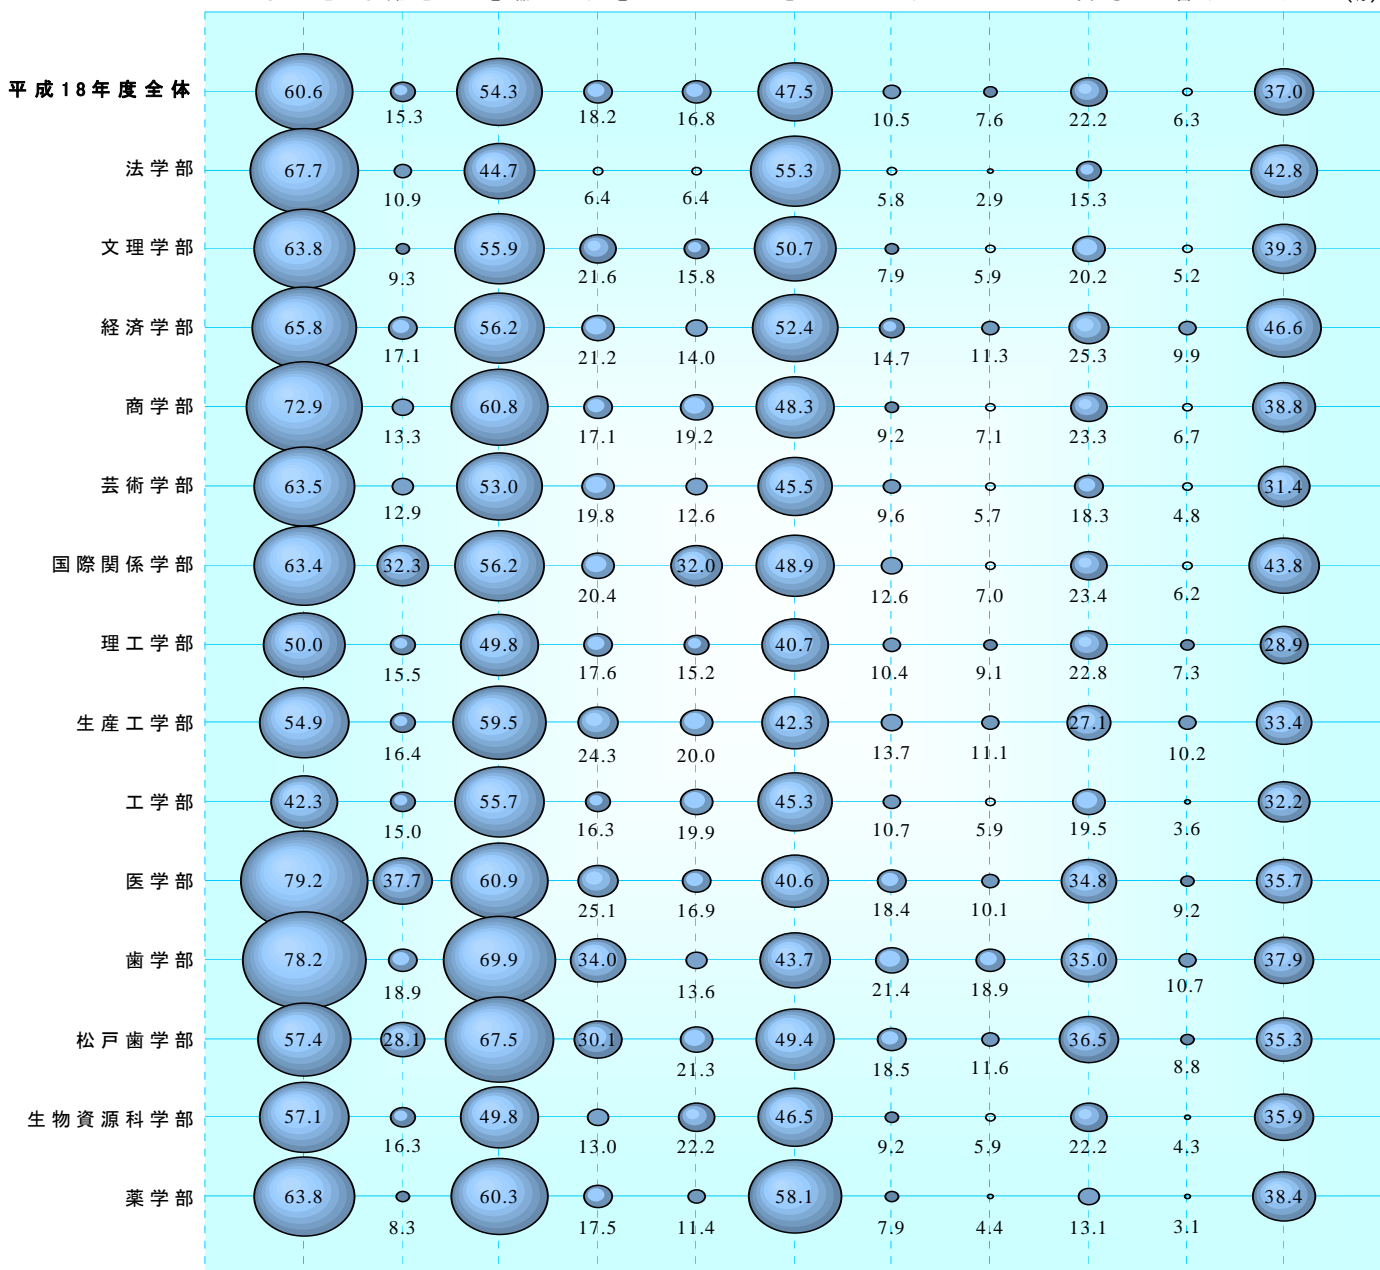 平成18年度全体 60.6 15.3 54.3 18.2 16.8 47.5 10.5 7.6 22.2 6.3 37.0
法学部 67.7 10.9 44.7 6.4 6.4 55.3 5.8 2.9 15.3 42.8
文理学部 63.8 9.3 55.9 21.6 15.8 50.7 7.9 5.9 20.2 5.2 39.3
経済学部 65.8 17.1 56.2 21.2 14.0 52.4 14.7 11.3 25.3 9.9 46.6
商学部 72.9 13.3 60.8 17.1 19.2 48.3 9.2 7.1 23.3 6.7 38.8
芸術学部 63.5 12.9 53.0 19.8 12.6 45.5 9.6 5.7 18.3 4.8 31.4
国際関係学部 63.4 32.3 56.2 20.4 32.0 48.9 12.6 7.0 23.4 6.2 43.8
理工学部 50.0 15.5 49.8 17.6 15.2 40.7 10.4 9.1 22.8 7.3 28.9
生産工学部 54.9 16.4 59.5 24.3 20.0 42.3 13.7 11.1 27.1 10.2 33.4
工学部 42.3 15.0 55.7 16.3 19.9 45.3 10.7 5.9 19.5 3.6 32.2
医学部 79.2 37.7 60.9 25.1 16.9 40.6 18.4 10.1 34.8 9.2 35.7
歯学部 78.2 18.9 69.9 34.0 13.6 43.7 21.4 18.9 35.0 10.7 37.9
松戸歯学部 57.4 28.1 67.5 30.1 21.3 49.4 18.5 11.6 36.5 8.8 35.3
生物資源科学部 57.1 16.3 49.8 13.0 22.2 46.5 9.2 5.9 22.2 4.3 35.9
薬学部 63.8 8.3 60.3 17.5 11.4 58.1 7.9 4.4 13.1 3.1 38.4